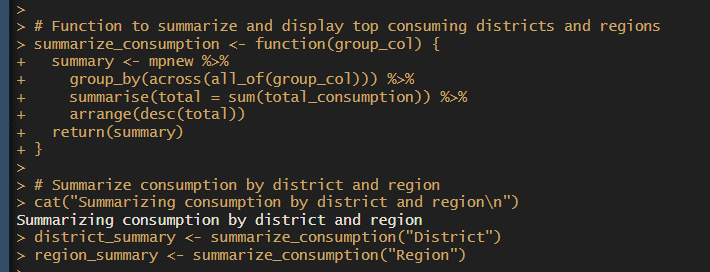 >
> # Function to summarize and display top consuming districts and regions
> summarize_consumption <- function(group_col) {
+   summary <- mpnew %>%
+     group_by(across(all_of(group_col))) %>%
+     summarise(total = sum(total_consumption)) %>%
+     arrange(desc(total))
+   return(summary)
+ }
>
> # Summarize consumption by district and region
> cat("Summarizing consumption by district and region\n")
Summarizing consumption by district and region
> district_summary <- summarize_consumption("District")
> region_summary <- summarize_consumption("Region")
>